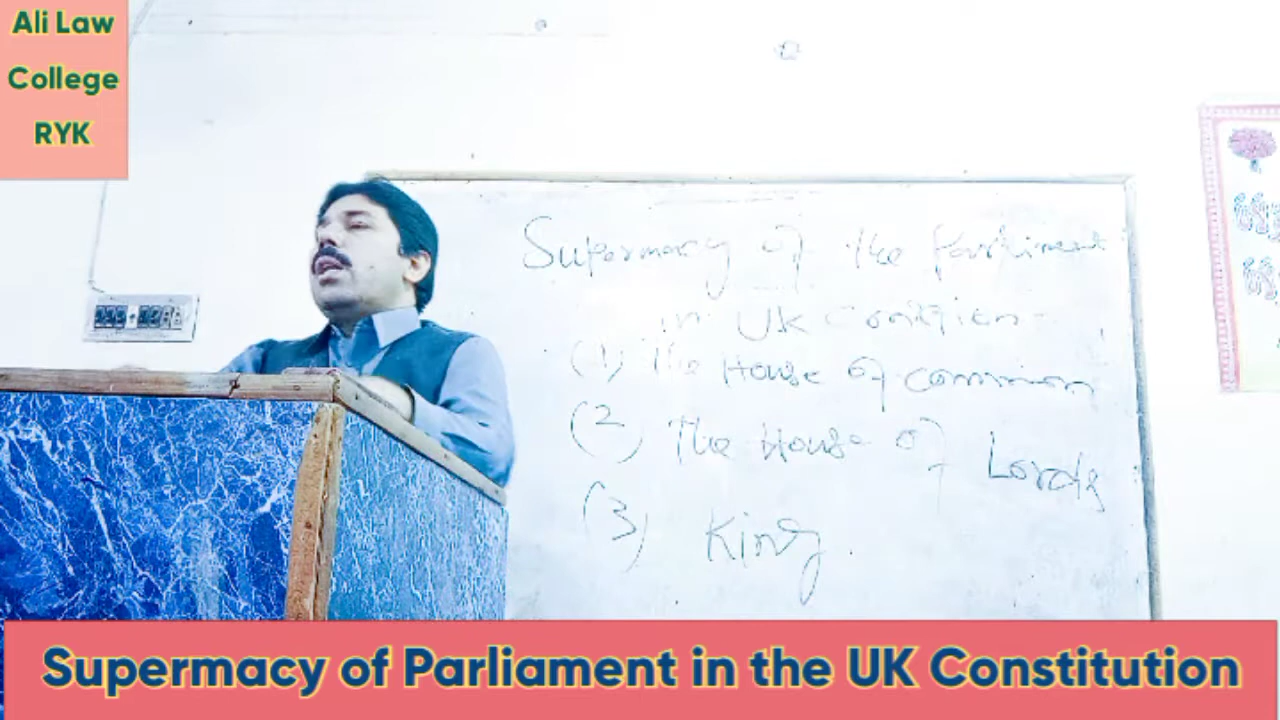 Ali Law
College
RYK
Supermacy of the Parliment
in UK
(1) The House of common
(2) The House of Lords
(3) King.
Supermacy of Parliament in the UK Constitution